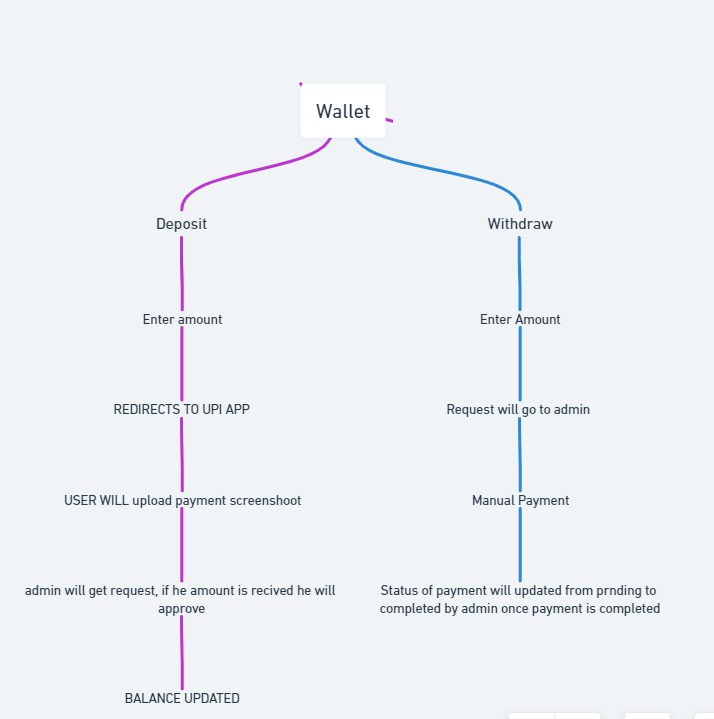 Wallet
Deposit
Withdraw
Enter amount
Enter Amount
REDIRECTS TO UPI APP
Request will go to admin
USER WILL upload payment screenshoot
Manual Payment
admin will get request, if he amount is recived he will
approve
Status of payment will updated from prnding to
completed by admin once payment is completed
BALANCE UPDATED